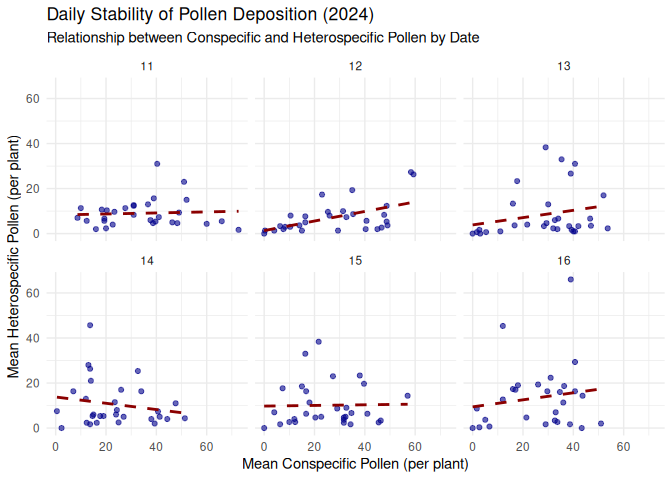 Daily Stability of Pollen Deposition (2024)
Relationship between Conspecific and Heterospecific Pollen by Date
11 12 13
60
40
20
0
14 15 16
60
40
20
0
0 20 40 60 0 20 40 60 0 20 40 60
Mean Conspecific Pollen (per plant)
Mean Heterospecific Pollen (per plant)